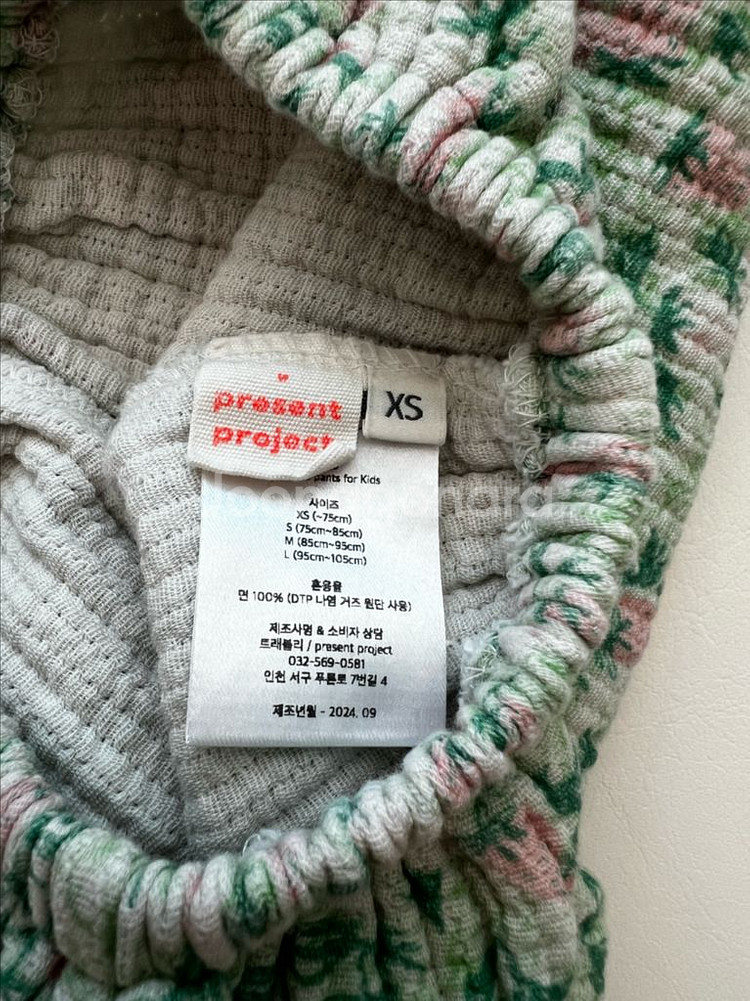 present
project
XS
pants for Kids
사이즈
XS (~75cm)
S (75cm~85cm)
M (85cm~95cm)
L (95cm~105cm)
혼용율
면 100% (DTP 나염 거즈 원단 사용)
제조사명 & 소비자 상담
트래블리 / present project
032-569-0581
인천 서구 푸른로 7번길 4
제조년월 - 2024. 09